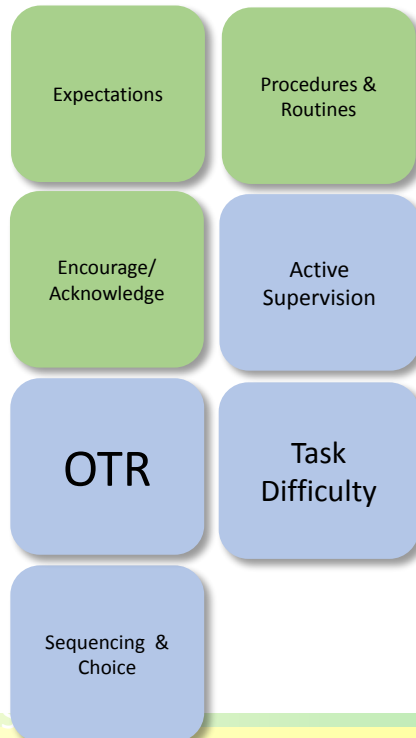 Expectations
Procedures &
Routines
Encourage/
Acknowledge
Active
Supervision
OTR
Task
Difficulty
Sequencing &
Choice